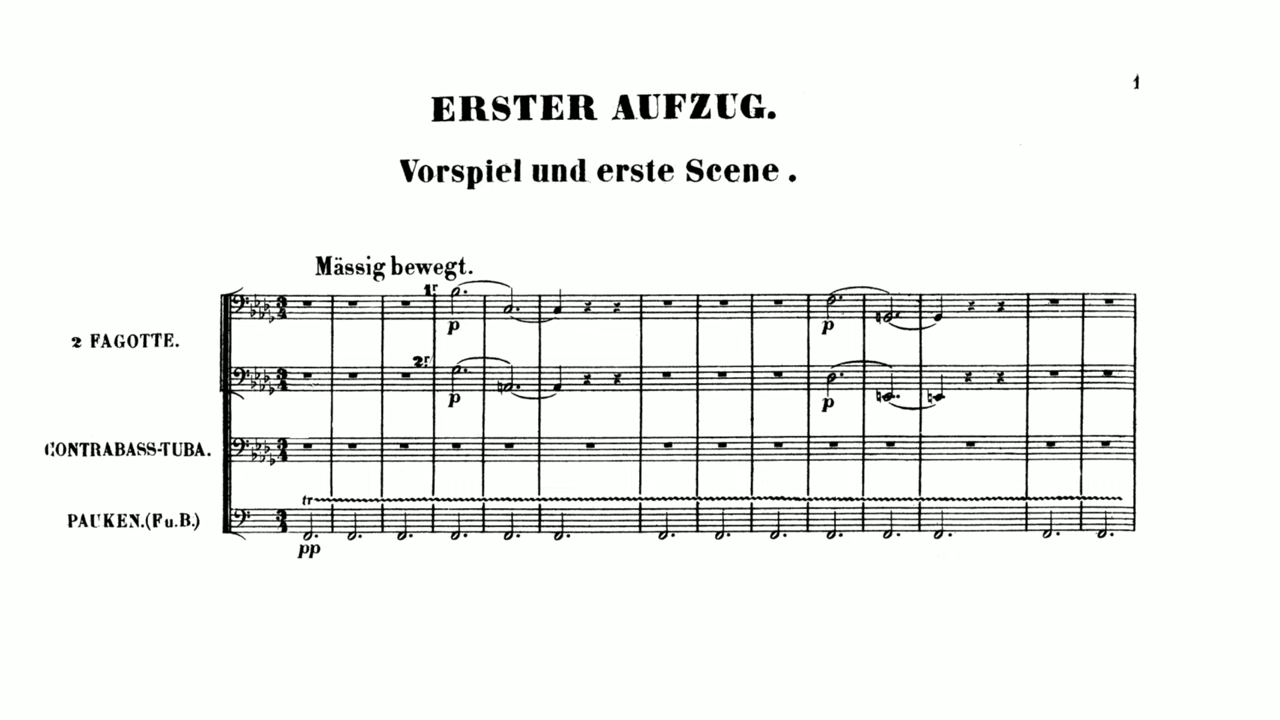 1
ERSTER AUFZUG.
Vorspiel und erste Scene .
Mässig bewegt.
1r
p
p
2 FAGOTTE.
2r
p
p
CONTRABASS-TUBA.
tr
PAUKEN.(F u. B.)
pp